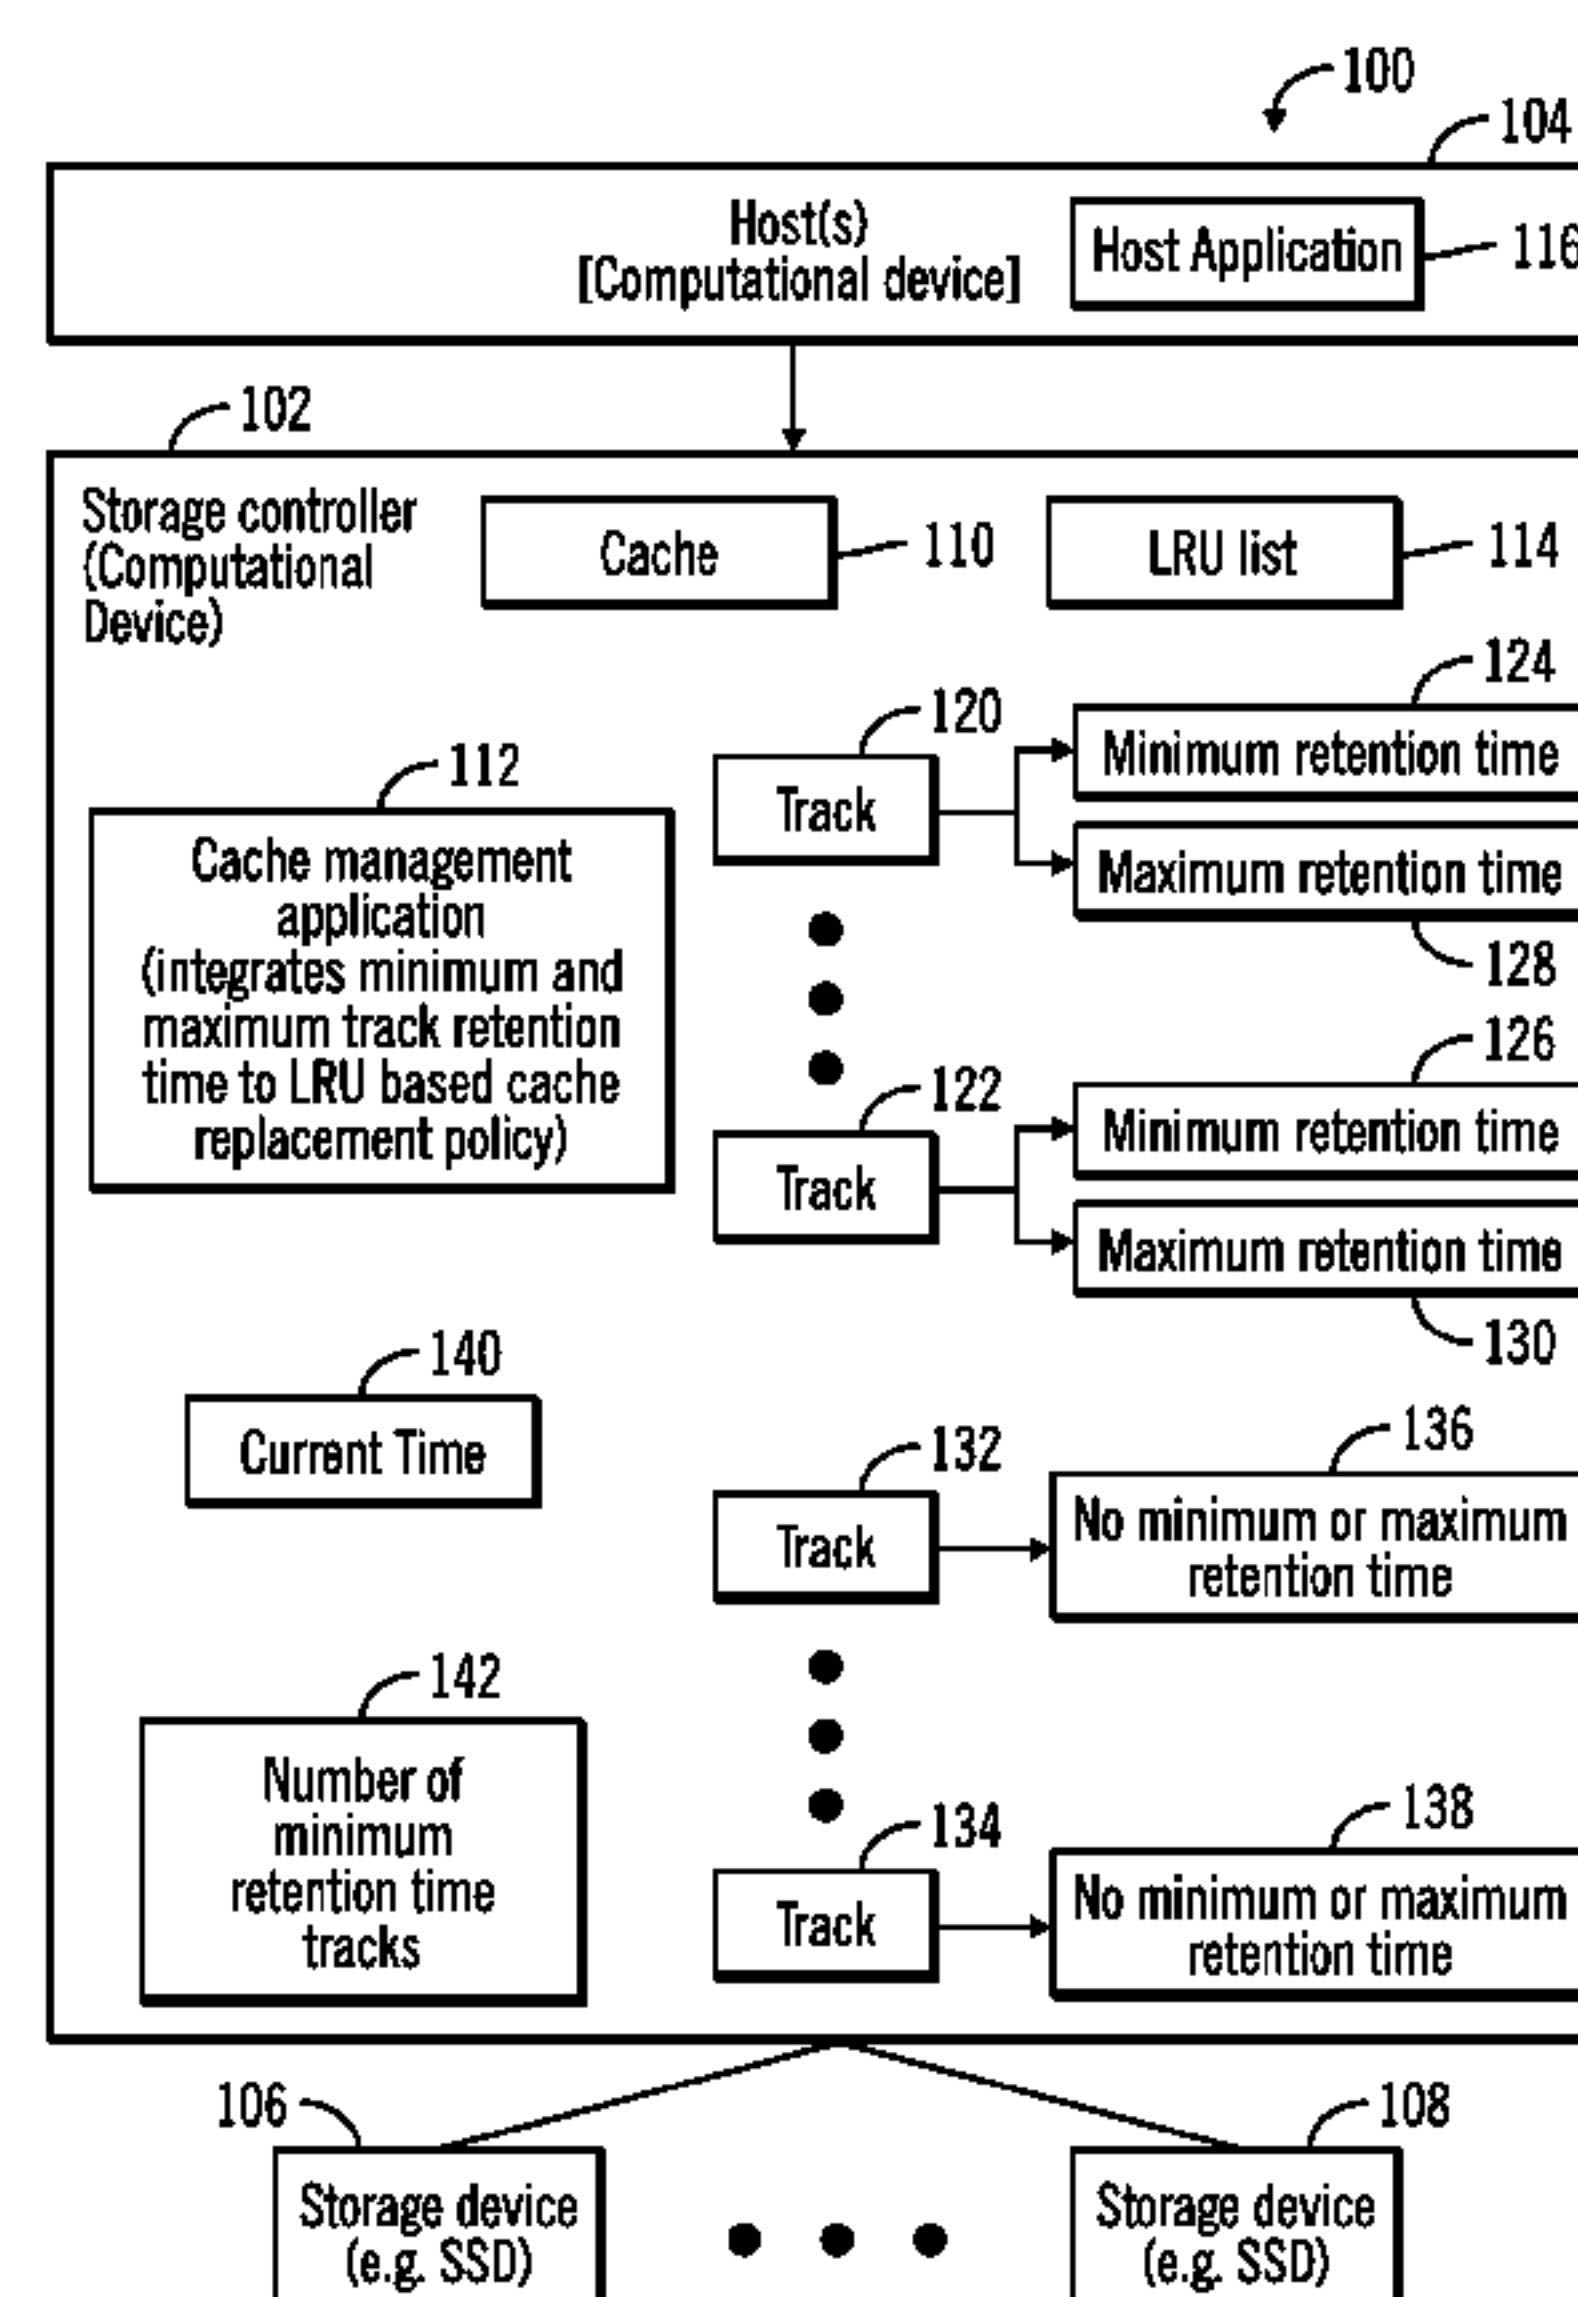 100
104
Host(s)
[Computational device]
Host Application
116
102
Storage controller
(Computational
Device)
Cache
110
LRU list
114
124
120
Minimum retention time
Track
Maximum retention time
128
112
Cache management
application
(integrates minimum and
maximum track retention
time to LRU based cache
replacement policy)
126
122
Minimum retention time
Track
Maximum retention time
130
140
Current Time
132
136
Track
No minimum or maximum
retention time
142
Number of
minimum
retention time
tracks
134
138
Track
No minimum or maximum
retention time
106
108
Storage device
(e.g. SSD)
Storage device
(e.g. SSD)